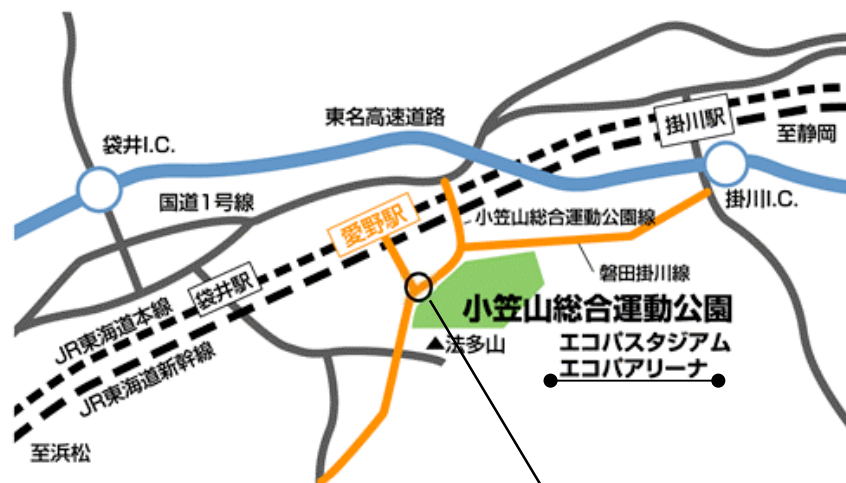 東名高速道路
掛川駅
至静岡
袋井I.C.
掛川I.C.
国道1号線
愛野駅
小笠山総合運動公園線
磐田掛川線
袋井駅
小笠山総合運動公園
JR東海道本線
▲法多山
エコパスタジアム
エコパアリーナ
JR東海道新幹線
至浜松